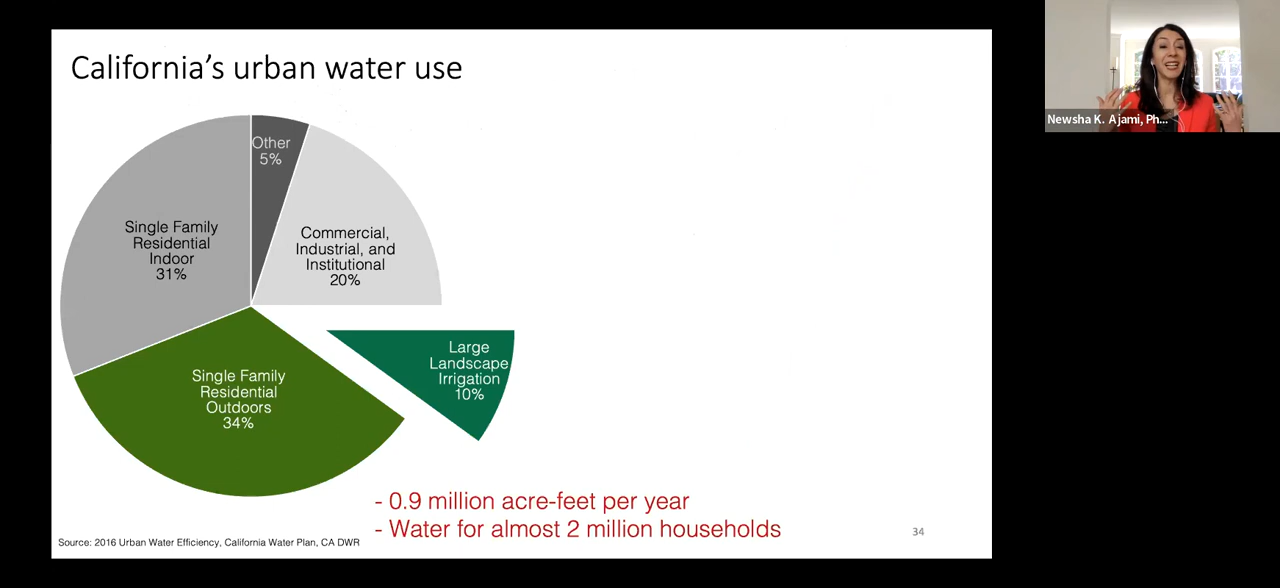 California's urban water use
Other
5%
Commercial,
Industrial, and
Institutional
20%
Single Family
Residential
Indoor
31%
Large
Landscape
Irrigation
10%
Single Family
Residential
Outdoors
34%
- 0.9 million acre-feet per year
- Water for almost 2 million households
Source: 2016 Urban Water Efficiency, California Water Plan, CA DWR
34
Newsha K. Ajami, Ph...